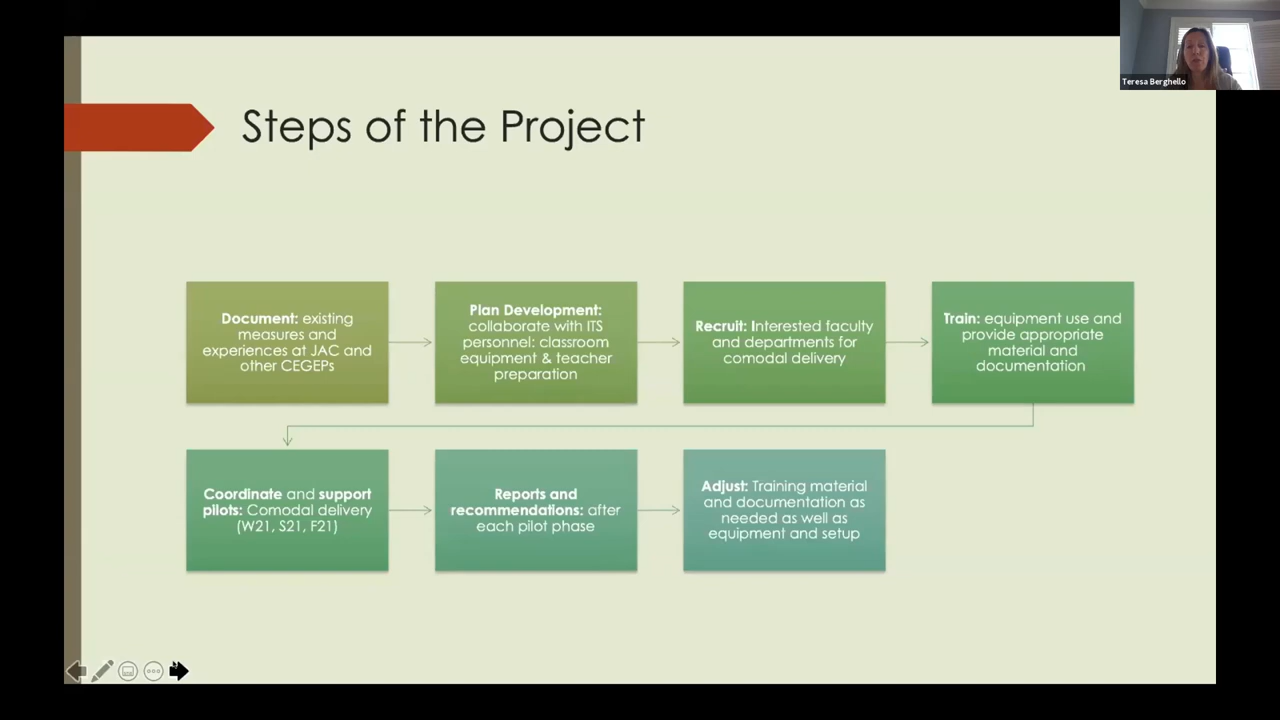 Teresa Berghello
Steps of the Project
Document: existing
measures and
experiences at JAC and
other CEGEPs
Plan Development:
collaborate with ITS
personnel: classroom
equipment & teacher
preparation
Recruit: Interested faculty
and departments for
comodal delivery
Train: equipment use and
provide appropriate
material and
documentation
Coordinate and support
pilots: Comodal delivery
(W21, S21, F21)
Reports and
recommendations: after
each pilot phase
Adjust: Training material
and documentation as
needed as well as
equipment and setup